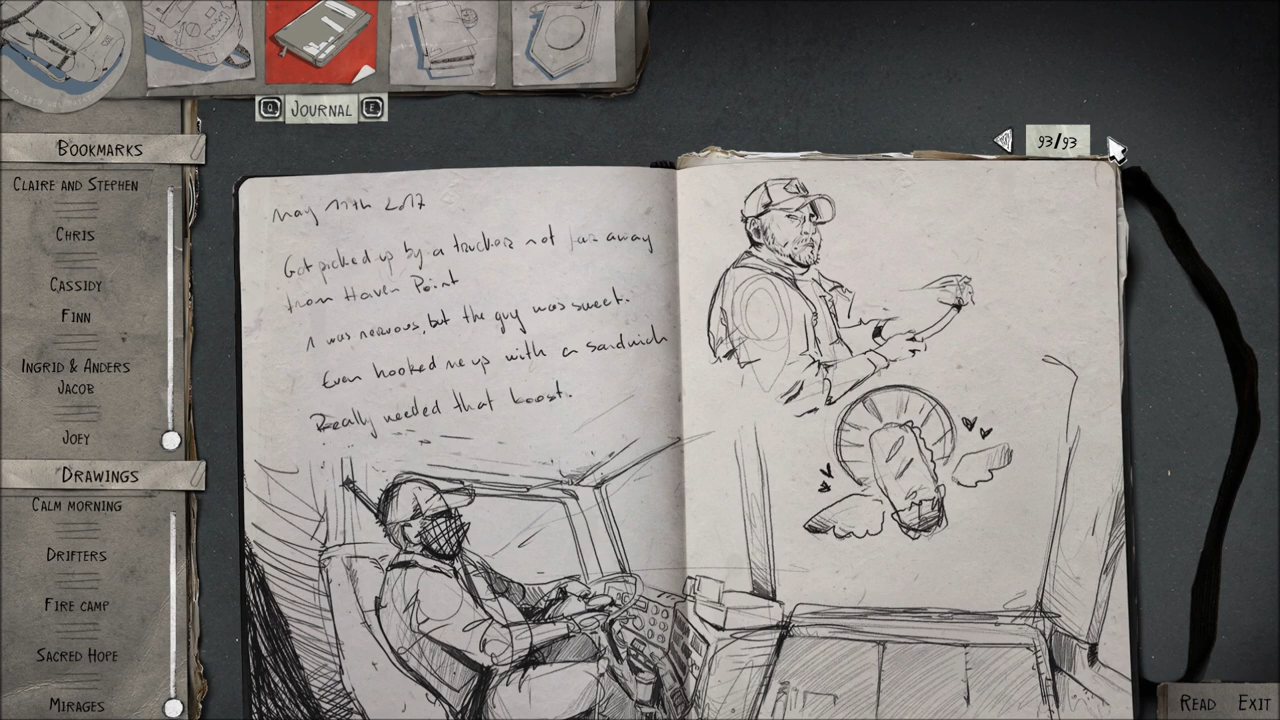 Q JOURNAL E
BOOKMARKS
CLAIRE AND STEPHEN
CHRIS
CASSIDY
FINN
INGRID & ANDERS
JACOB
JOEY
DRAWINGS
CALM MORNING
DRIFTERS
FIRE CAMP
SACRED HOPE
MIRAGES
93/93
May 11th 2017
Got picked up by a trucker not far away
from Haven Point
I was nervous, but the guy was sweet.
Even hooked me up with a sandwich
Really needed that boost.
READ EXIT